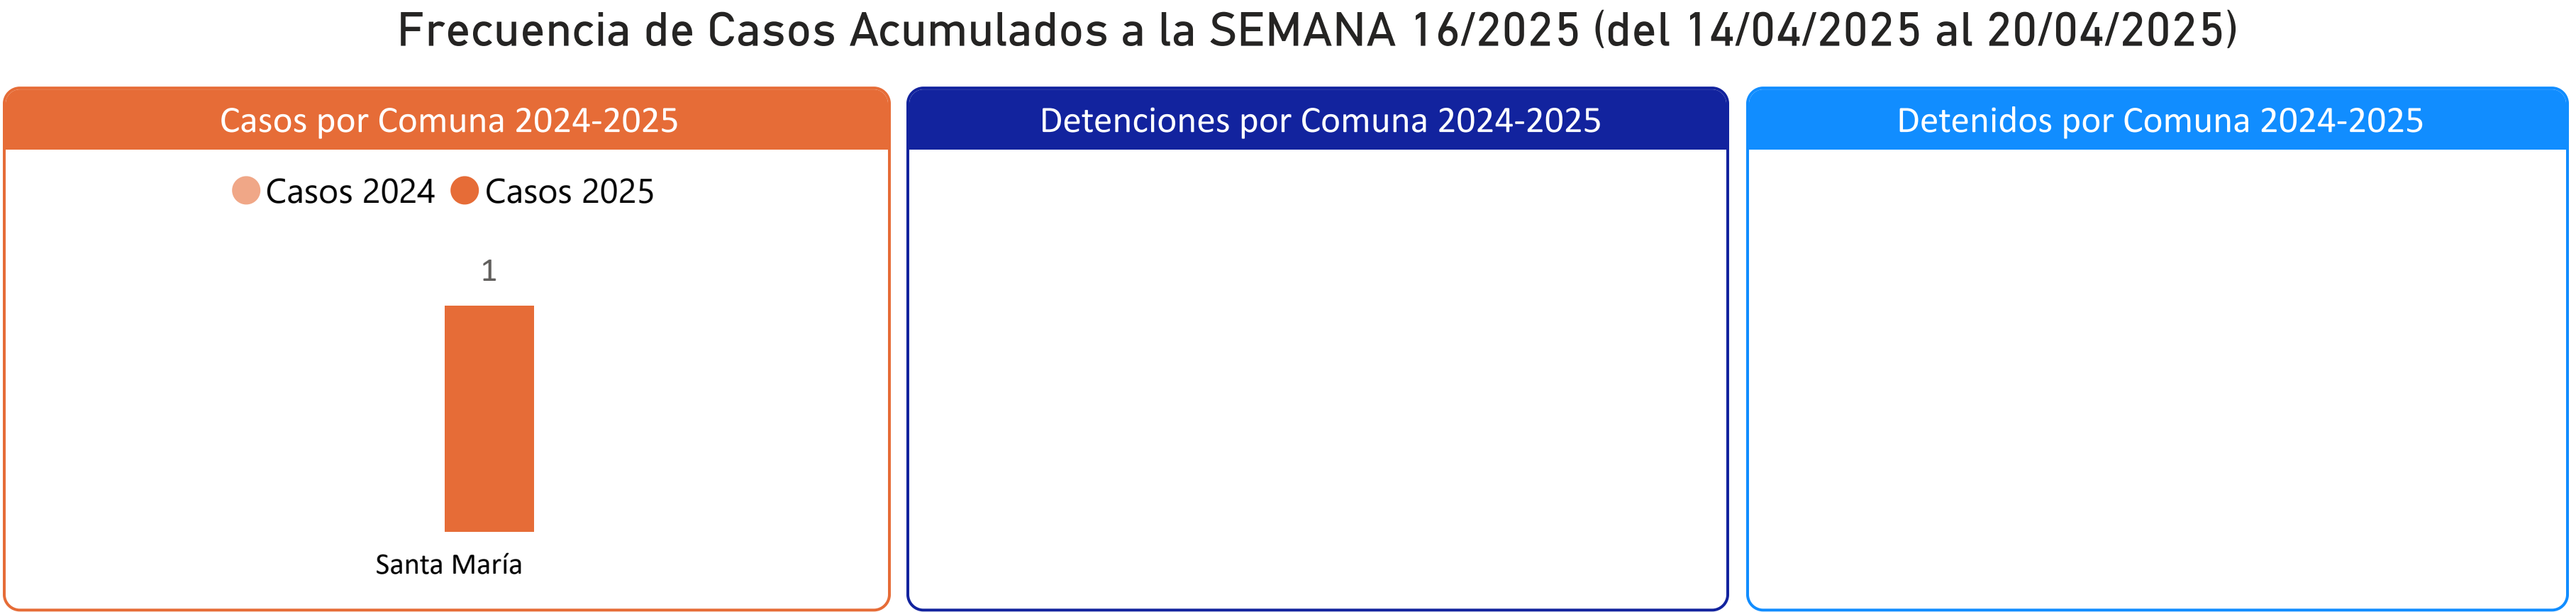 Frecuencia de Casos Acumulados a la SEMANA 16/2025 (del 14/04/2025 al 20/04/2025)
Casos por Comuna 2024-2025
Casos 2024 Casos 2025
1
Santa María
Detenciones por Comuna 2024-2025
Detenidos por Comuna 2024-2025